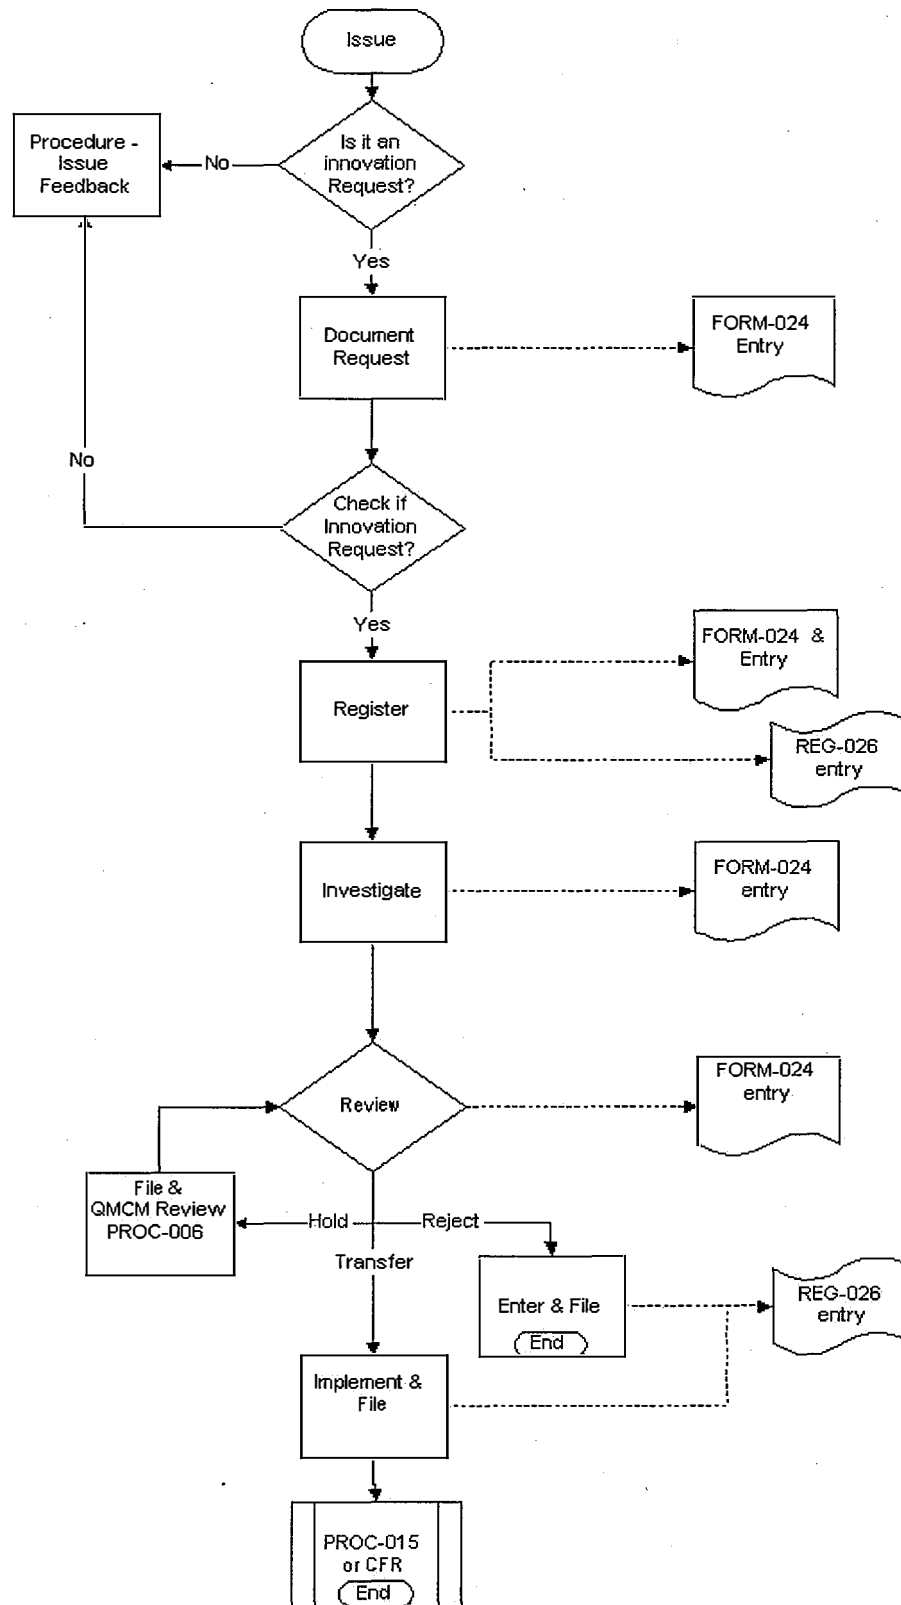 Issue
Is it an
innovation
Request?
No
Procedure -
Issue
Feedback
Yes
Document
Request
FORM-024
Entry
No
Check if
Innovation
Request?
Yes
Register
FORM-024 &
Entry
REG-026
entry
Investigate
FORM-024
entry
Review
FORM-024
entry
File &
QMCM Review
PROC-006
Hold
Reject
Transfer
Enter & File
End
REG-026
entry
Implement &
File
PROC-015
or CFR
End